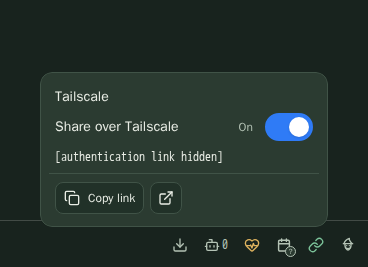 Tailscale
Share over Tailscale On
[authentication link hidden]
Copy link
0
?